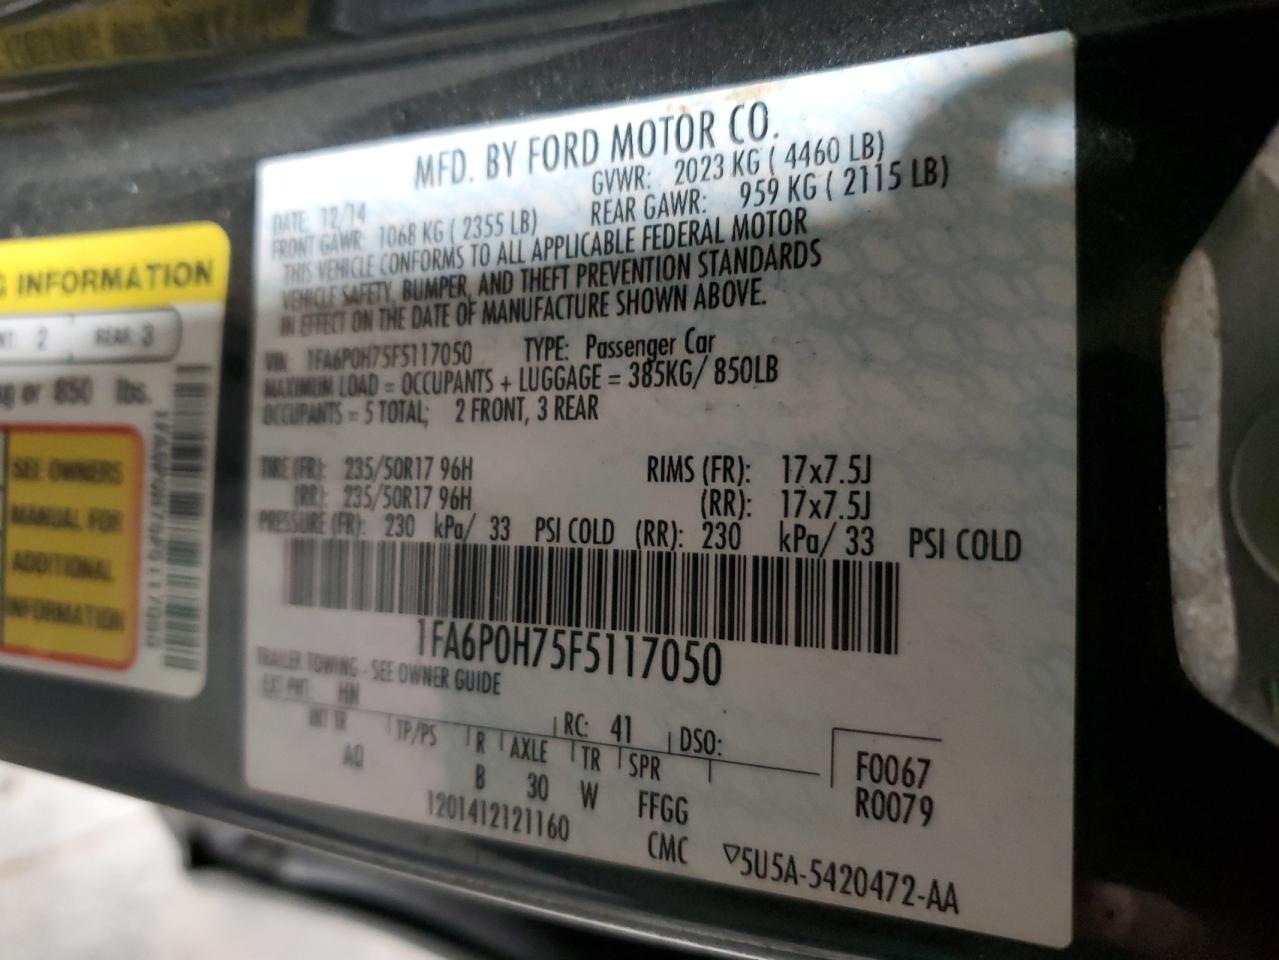 MFD. BY FORD MOTOR CO.
DATE: 12/14 GVWR: 2023 KG ( 4460 LB)
FRONT GAWR: 1068 KG ( 2355 LB) REAR GAWR: 959 KG ( 2115 LB)
THIS VEHICLE CONFORMS TO ALL APPLICABLE FEDERAL MOTOR
VEHICLE SAFETY, BUMPER, AND THEFT PREVENTION STANDARDS
IN EFFECT ON THE DATE OF MANUFACTURE SHOWN ABOVE.
VIN: 1FA6P0H75F5117050 TYPE: Passenger Car
MAXIMUM LOAD = OCCUPANTS + LUGGAGE = 385KG/ 850LB
OCCUPANTS = 5 TOTAL; 2 FRONT, 3 REAR
TIRE (FR): 235/50R17 96H RIMS (FR): 17x7.5J
(RR): 235/50R17 96H (RR): 17x7.5J
PRESSURE (FR): 230 kPa/ 33 PSI COLD (RR): 230 kPa/ 33 PSI COLD
1FA6P0H75F5117050
TRAILER TOWING - SEE OWNER GUIDE
EXT PNT: HN RC: 41 DSO:
INT TR TP/PS R AXLE TR SPR F0067
AQ B 30 W FFGG R0079
1201412121160 CMC ▽5U5A-5420472-AA
INFORMATION
2 REAR 3
or 850 lbs.
SEE OWNERS
MANUAL FOR
ADDITIONAL
INFORMATION